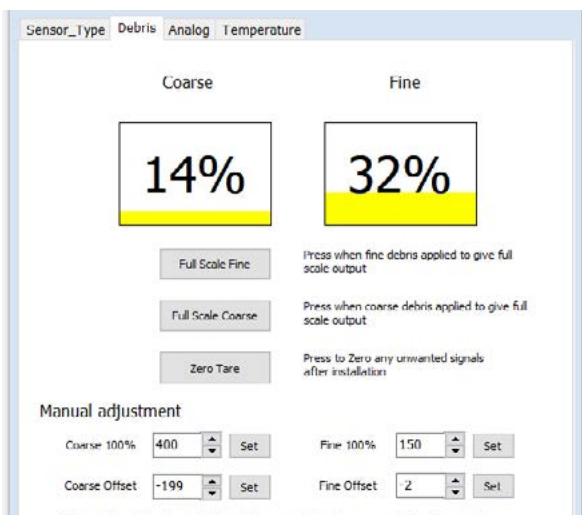 Sensor_Type Debris Analog Temperature
Coarse Fine
14% 32%
Full Scale Fine Press when fine debris applied to give full
scale output
Full Scale Coarse Press when coarse debris applied to give full
scale output
Zero Tare Press to Zero any unwanted signals
after installation
Manual adjustment
Coarse 100% 400 Set Fine 100% 150 Set
Coarse Offset -199 Set Fine Offset -2 Set